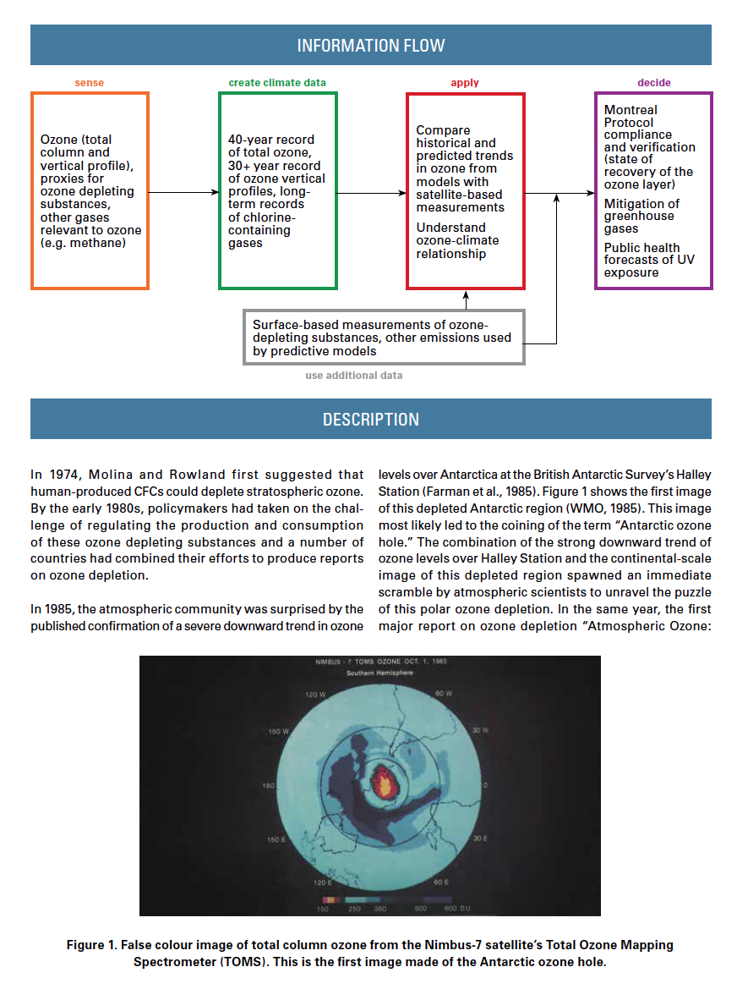 INFORMATION FLOW
sense
Ozone (total
column and
vertical profile),
proxies for
ozone depleting
substances,
other gases
relevant to ozone
(e.g. methane)
create climate data
40-year record
of total ozone,
30+ year record
of ozone vertical
profiles, long-
term records
of chlorine-
containing
gases
apply
Compare
historical and
predicted trends
in ozone from
models with
satellite-based
measurements
Understand
ozone-climate
relationship
decide
Montreal
Protocol
compliance
and verification
(state of
recovery of the
ozone layer)
Mitigation of
greenhouse
gases
Public health
forecasts of UV
exposure
Surface-based measurements of ozone-
depleting substances, other emissions used
by predictive models
use additional data
DESCRIPTION
In 1974, Molina and Rowland first suggested that
human-produced CFCs could deplete stratospheric ozone.
By the early 1980s, policymakers had taken on the chal-
lenge of regulating the production and consumption
of these ozone depleting substances and a number of
countries had combined their efforts to produce reports
on ozone depletion.
In 1985, the atmospheric community was surprised by the
published confirmation of a severe downward trend in ozone
levels over Antarctica at the British Antarctic Survey's Halley
Station (Farman et al., 1985). Figure 1 shows the first image
of this depleted Antarctic region (WMO, 1985). This image
most likely led to the coining of the term “Antarctic ozone
hole.” The combination of the strong downward trend of
ozone levels over Halley Station and the continental-scale
image of this depleted region spawned an immediate
scramble by atmospheric scientists to unravel the puzzle
of this polar ozone depletion. In the same year, the first
major report on ozone depletion “Atmospheric Ozone:
NIMBUS - 7 TOMS OZONE OCT. 1, 1983
Southern Hemisphere
120 W
60 W
150 W
30 W
180
0
150 E
30 E
120 E
60 E
150 250 350 500 600 D.U.
Figure 1. False colour image of total column ozone from the Nimbus-7 satellite's Total Ozone Mapping
Spectrometer (TOMS). This is the first image made of the Antarctic ozone hole.